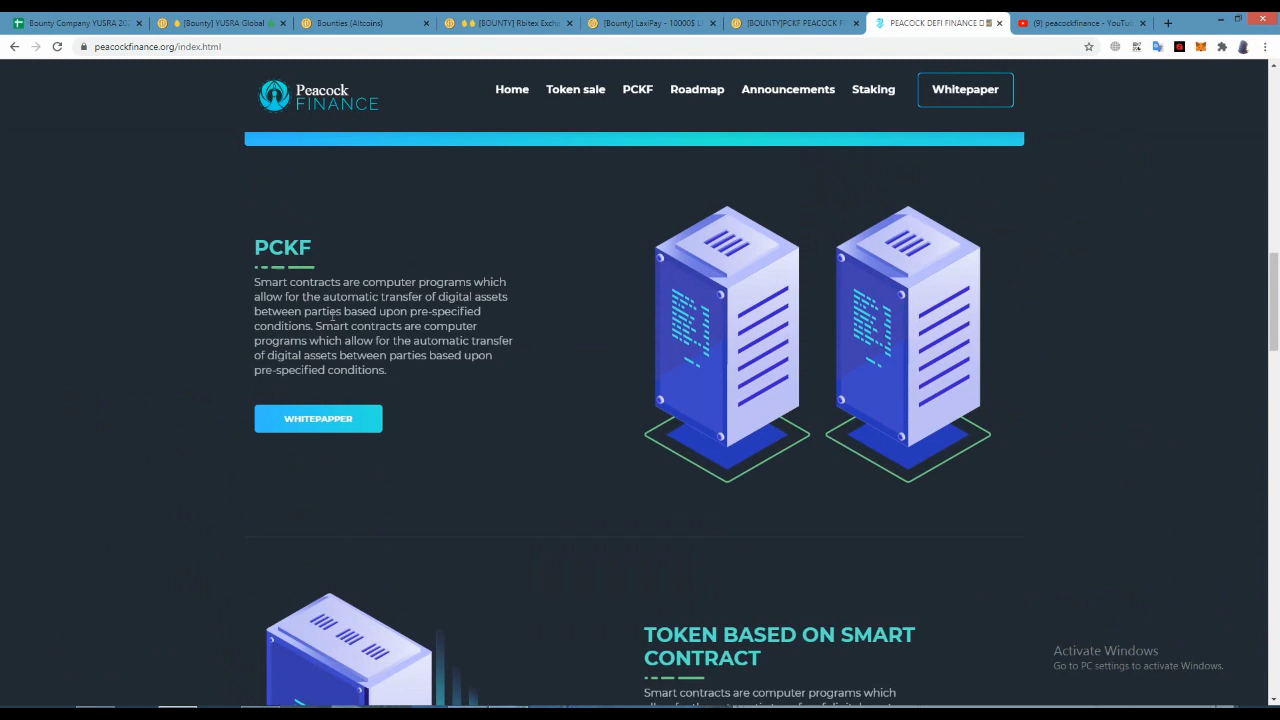 Bounty Company YUSRA 202
[Bounty] YUSRA Global
Bounties (Altcoins)
[BOUNTY] Rbitex Excha
[Bounty] LaxiPay - 10000$ L
[BOUNTY]PCKF PEACOCK F
PEACOCK DEFI FINANCE D
(9) peacockfinance - YouTub
peacockfinance.org/index.html
Peacock
FINANCE
Home
Token sale
PCKF
Roadmap
Announcements
Staking
Whitepaper
PCKF
Smart contracts are computer programs which
allow for the automatic transfer of digital assets
between parties based upon pre-specified
conditions. Smart contracts are computer
programs which allow for the automatic transfer
of digital assets between parties based upon
pre-specified conditions.
WHITEPAPPER
TOKEN BASED ON SMART
CONTRACT
Smart contracts are computer programs which
Activate Windows
Go to PC settings to activate Windows.